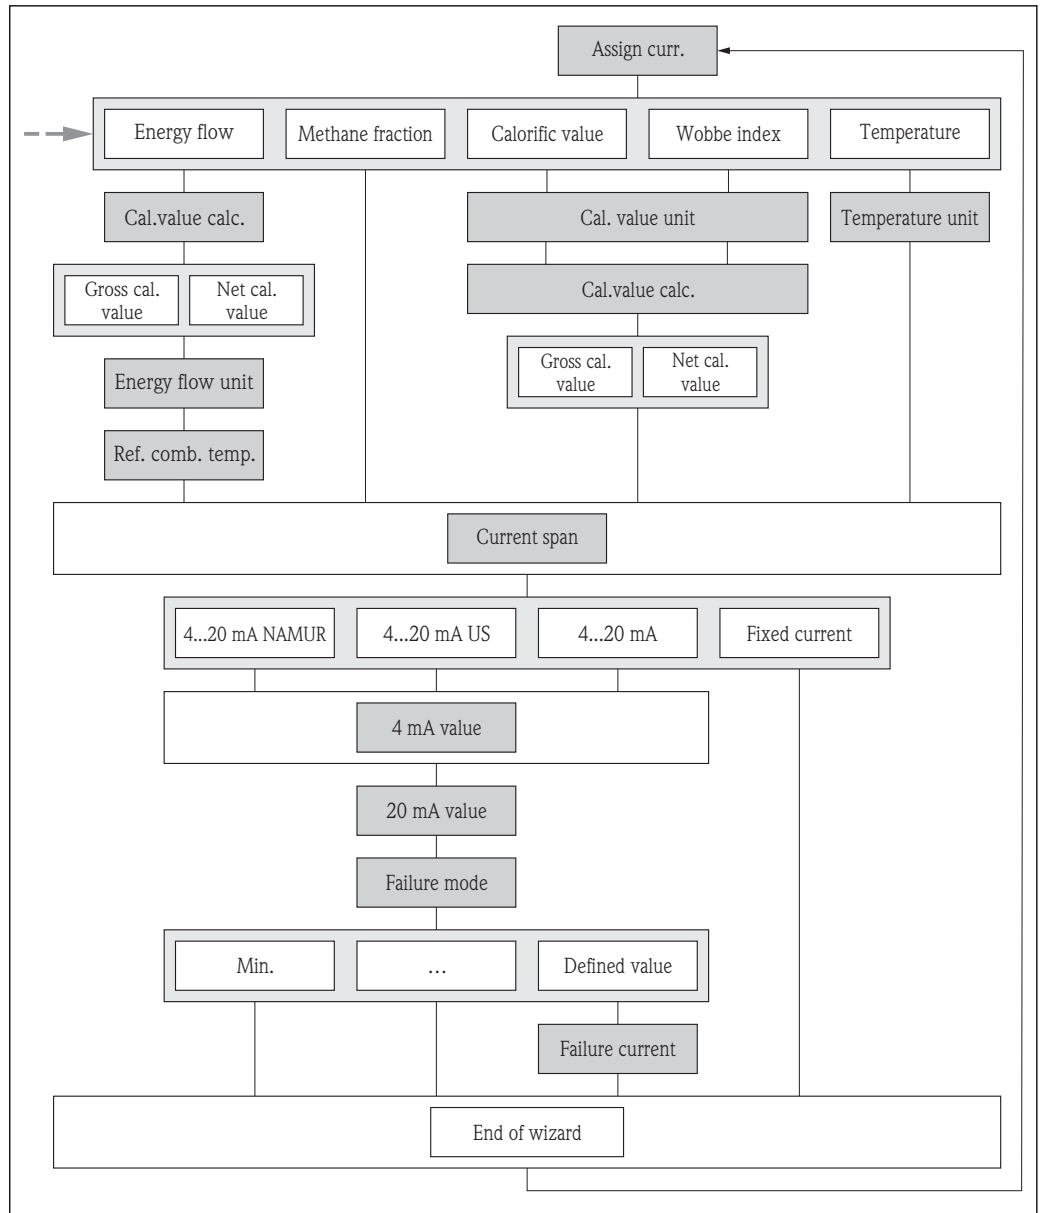 Assign curr.
Energy flow
Methane fraction
Calorific value
Wobbe index
Temperature
Cal.value calc.
Cal. value unit
Temperature unit
Gross cal.
value
Net cal.
value
Cal.value calc.
Energy flow unit
Gross cal.
value
Net cal.
value
Ref. comb. temp.
Current span
4...20 mA NAMUR
4...20 mA US
4...20 mA
Fixed current
4 mA value
20 mA value
Failure mode
Min.
...
Defined value
Failure current
End of wizard